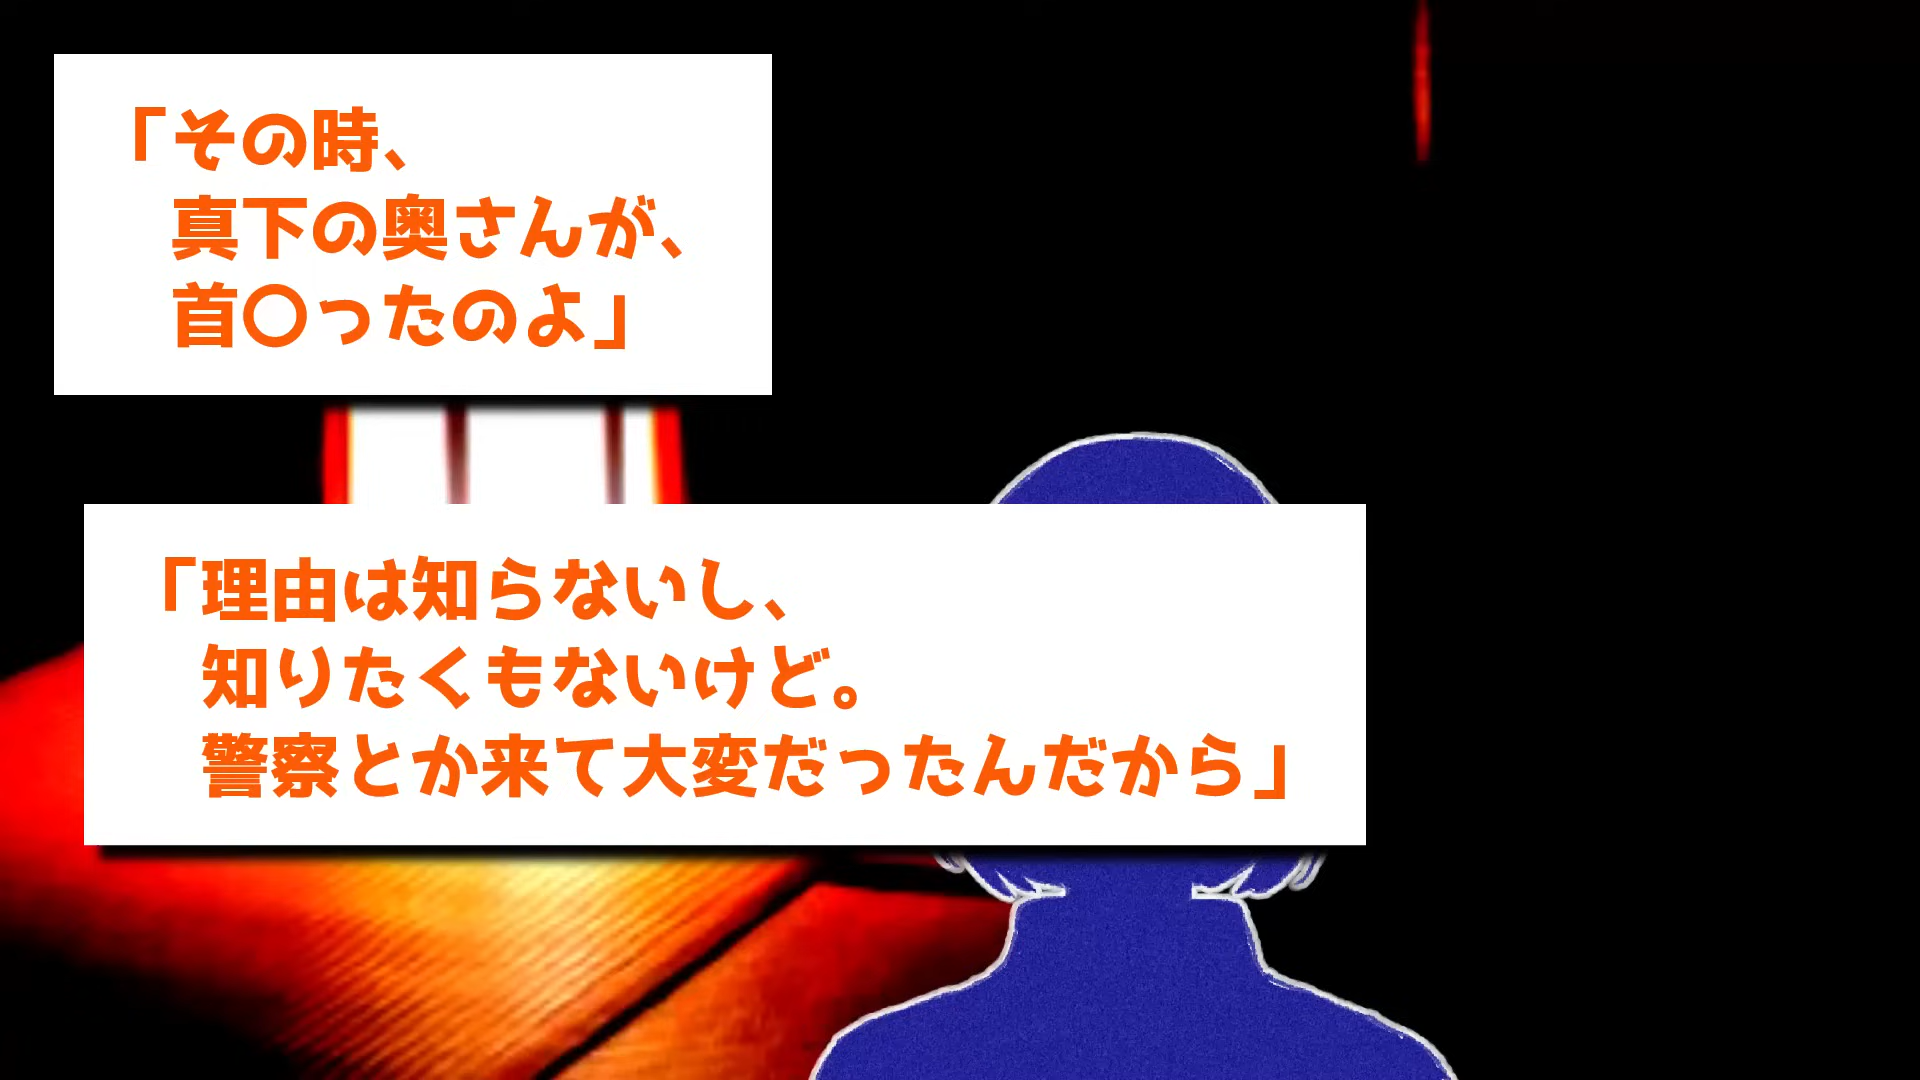 「その時、
真下の奥さんが、
首〇ったのよ」
「理由は知らないし、
知りたくもないけど。
警察とか来て大変だったんだから」